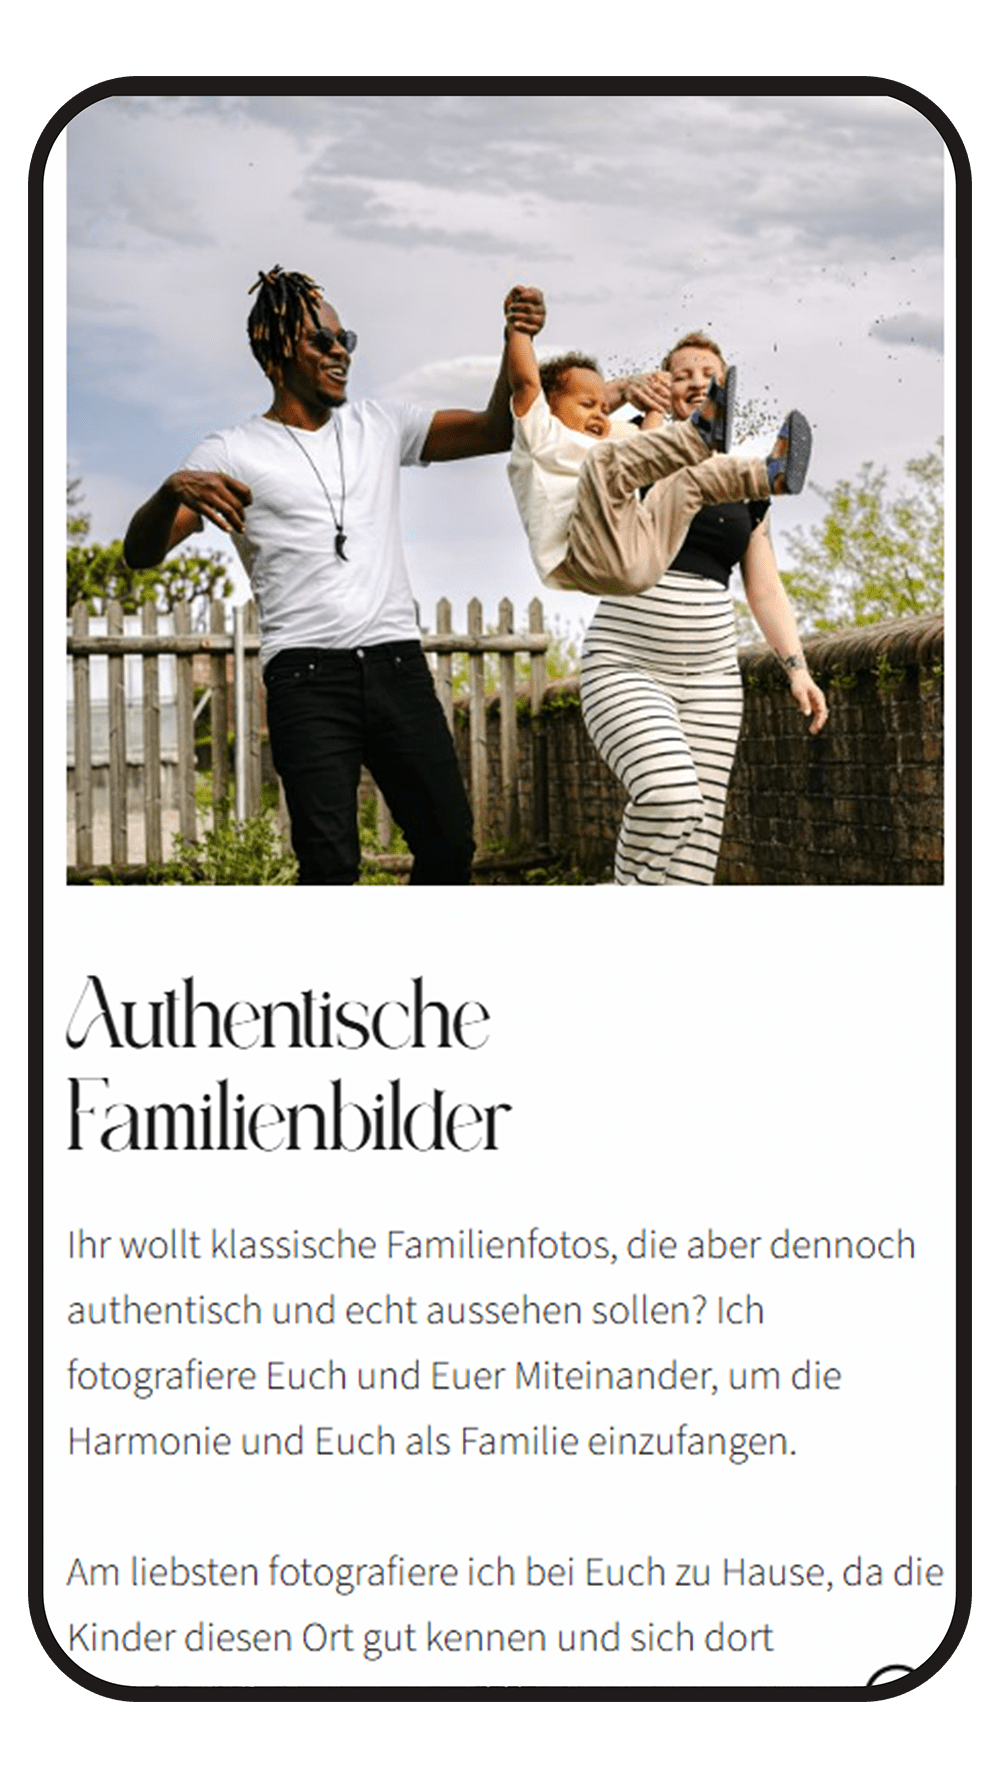 Authentische
Familienbilder
Ihr wollt klassische Familienfotos, die aber dennoch
authentisch und echt aussehen sollen? Ich
fotografiere Euch und Euer Miteinander, um die
Harmonie und Euch als Familie einzufangen.
Am liebsten fotografiere ich bei Euch zu Hause, da die
Kinder diesen Ort gut kennen und sich dort